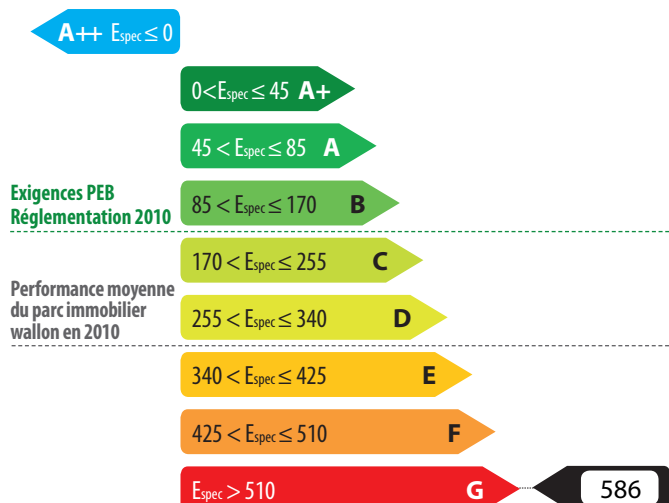 A++ Espec ≤ 0
0<Espec ≤ 45 A+
45 < Espec ≤ 85 A
Exigences PEB
Réglementation 2010
85 < Espec ≤ 170 B
170 < Espec ≤ 255 C
Performance moyenne
du parc immobilier
wallon en 2010
255 < Espec ≤ 340 D
340 < Espec ≤ 425 E
425 < Espec ≤ 510 F
Espec > 510 G 586